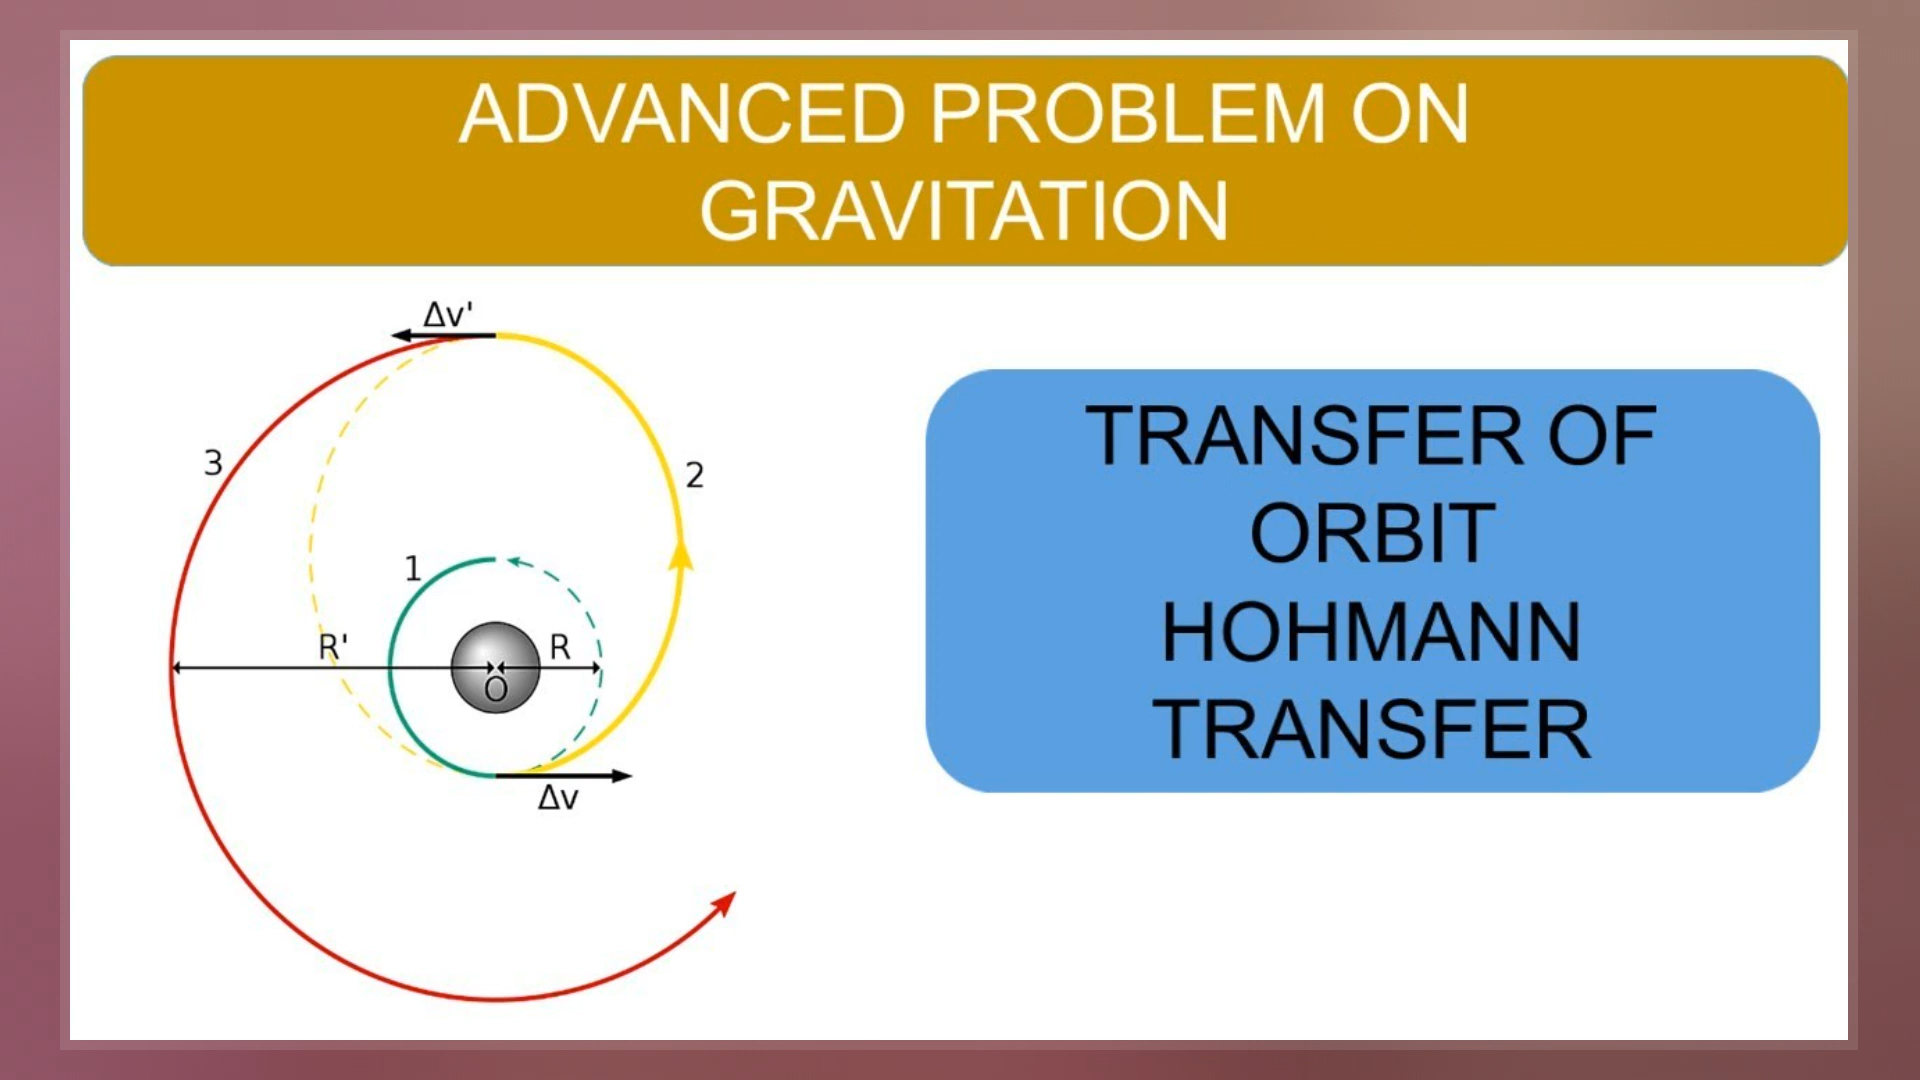 ADVANCED PROBLEM ON
GRAVITATION
Δv'
3
2
1
R'
R
O
Δv
TRANSFER OF
ORBIT
HOHMANN
TRANSFER